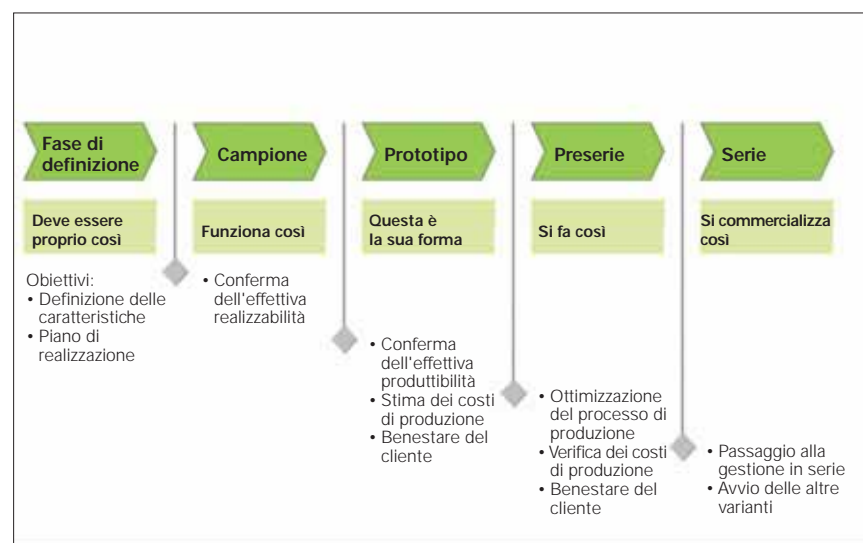 Fase di
definizione
Campione
Prototipo
Preserie
Serie
Deve essere
proprio così
Funziona così
Questa è
la sua forma
Si fa così
Si commercializza
così
Obiettivi:
• Definizione delle
caratteristiche
• Piano di
realizzazione
• Conferma
dell'effettiva
realizzabilità
• Conferma
dell'effettiva
produttibilità
• Stima dei costi
di produzione
• Benestare del
cliente
• Ottimizzazione
del processo di
produzione
• Verifica dei costi
di produzione
• Benestare del
cliente
• Passaggio alla
gestione in serie
• Avvio delle altre
varianti